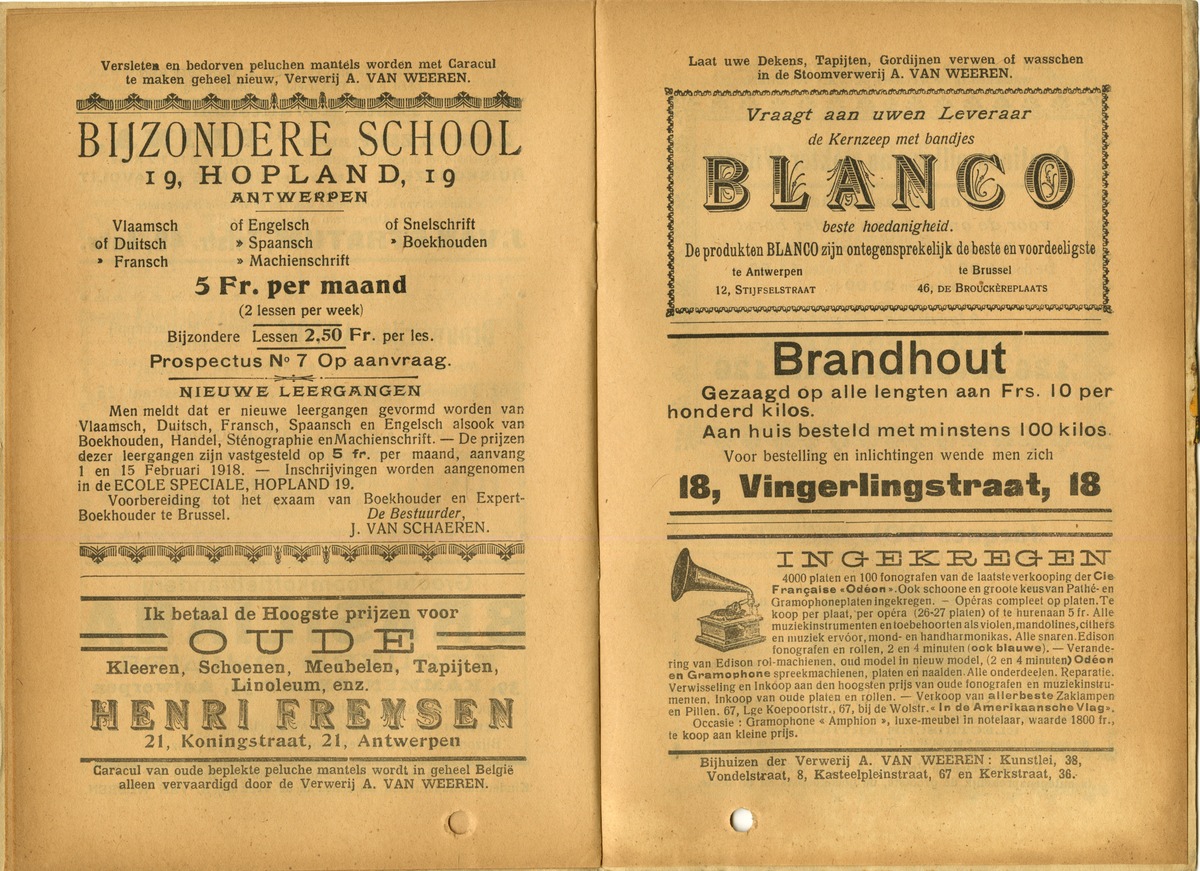 Versleten en bedorven peluchen mantels worden met Caracul
te maken geheel nieuw, Verwerij A. VAN WEEREN.
BIJZONDERE SCHOOL
19, HOPLAND, 19
ANTWERPEN
Vlaamsch of Engelsch of Snelschrift
of Duitsch » Spaansch » Boekhouden
» Fransch » Machienschrift
5 Fr. per maand
(2 lessen per week)
Bijzondere Lessen 2,50 Fr. per les.
Prospectus No 7 Op aanvraag.
NIEUWE LEERGANGEN
Men meldt dat er nieuwe leergangen gevormd worden van
Vlaamsch, Duitsch, Fransch, Spaansch en Engelsch alsook van
Boekhouden, Handel, Sténographie en Machienschrift. — De prijzen
dezer leergangen zijn vastgesteld op 5 fr. per maand, aanvang
1 en 15 Februari 1918. — Inschrijvingen worden aangenomen
in de ECOLE SPECIALE, HOPLAND 19.
Voorbereiding tot het exaam van Boekhouder en Expert-
Boekhouder te Brussel. De Bestuurder,
J. VAN SCHAEREN.
Ik betaal de Hoogste prijzen voor
OUDE
Kleeren, Schoenen, Meubelen, Tapijten,
Linoleum, enz.
HENRI FREMSEN
21, Koningstraat, 21, Antwerpen
Caracul van oude beplekte peluche mantels wordt in geheel België
alleen vervaardigd door de Verwerij A. VAN WEEREN.
Laat uwe Dekens, Tapijten, Gordijnen verwen of wasschen
in de Stoomverwerij A. VAN WEEREN.
Vraagt aan uwen Leveraar
de Kernzeep met bandjes
BLANCO
beste hoedanigheid.
De produkten BLANCO zijn ontegensprekelijk de beste en voordeeligste
te Antwerpen te Brussel
12, STIJFSELSTRAAT 46, DE BROUCKÈREPLAATS
Brandhout
Gezaagd op alle lengten aan Frs. 10 per
honderd kilos.
Aan huis besteld met minstens 100 kilos.
Voor bestelling en inlichtingen wende men zich
18, Vingerlingstraat, 18
INGEKREGEN
4000 platen en 100 fonografen van de laatste verkooping der Cie
Française «Odéon». Ook schoone en groote keus van Pathé- en
Gramophoneplaten ingekregen. — Opéras compleet op platen. Te
koop per plaat, per opéra (26-27 platen) of te huren aan 5 fr. Alle
muziekinstrumenten en toebehoorten als violen, mandolines, cithers
en muziek ervóor, mond- en handharmonikas. Alle snaren. Edison
fonografen en rollen, 2 en 4 minuten (ook blauwe). — Verande-
ring van Edison rol-machienen, oud model in nieuw model, (2 en 4 minuten) Odéon
en Gramophone spreekmachienen, platen en naalden. Alle onderdeelen. Reparatie.
Verwisseling en Inkoop aan den hoogsten prijs van oude fonografen en muziekinstru-
menten. Inkoop van oude platen en rollen. — Verkoop van allerbeste Zaklampen
en Pillen. 67, Lge Koepoortstr., 67, bij de Wolstr. « In de Amerikaansche Vlag».
Occasie : Gramophone « Amphion », luxe-meubel in notelaar, waarde 1800 fr.,
te koop aan kleine prijs.
Bijhuizen der Verwerij A. VAN WEEREN : Kunstlei, 38,
Vondelstraat, 8, Kasteelpleinstraat, 67 en Kerkstraat, 36.